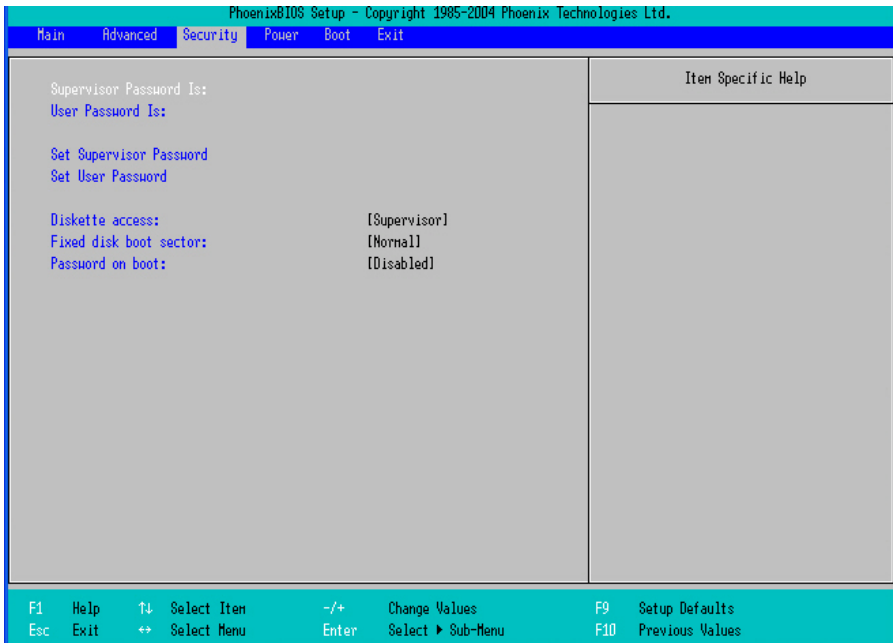 PhoenixBIOS Setup - Copyright 1985-2004 Phoenix Technologies Ltd.
Main Advanced Security Power Boot Exit
Item Specific Help
Supervisor Password Is:
User Password Is:
Set Supervisor Password
Set User Password
Diskette access: [Supervisor]
Fixed disk boot sector: [Normal]
Password on boot: [Disabled]
F1 Help ↑↓ Select Item -/+ Change Values F9 Setup Defaults
Esc Exit ↔ Select Menu Enter Select ▶ Sub-Menu F10 Previous Values